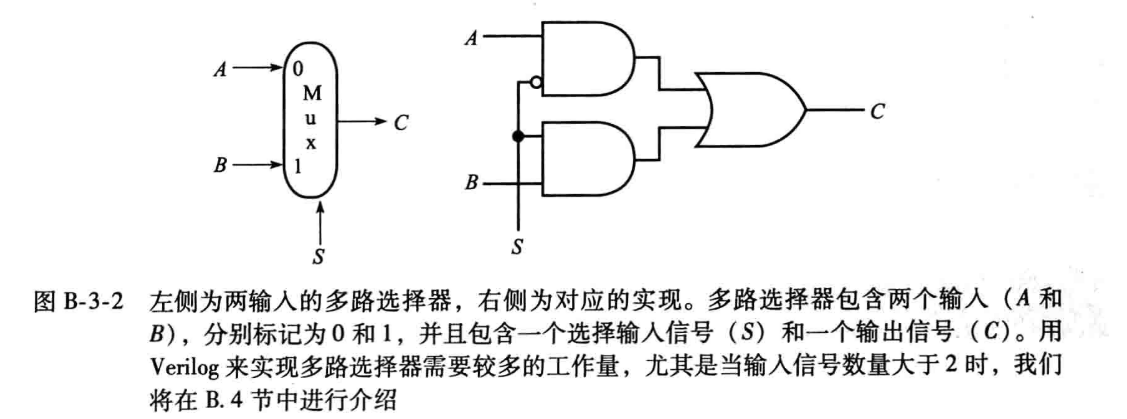 A
0
M
u
x
1
B
C
S
A
B
S
C
图 B-3-2 左侧为两输入的多路选择器，右侧为对应的实现。多路选择器包含两个输入（A 和
B），分别标记为 0 和 1，并且包含一个选择输入信号（S）和一个输出信号（C）。用
Verilog 来实现多路选择器需要较多的工作量，尤其是当输入信号数量大于 2 时，我们
将在 B. 4 节中进行介绍